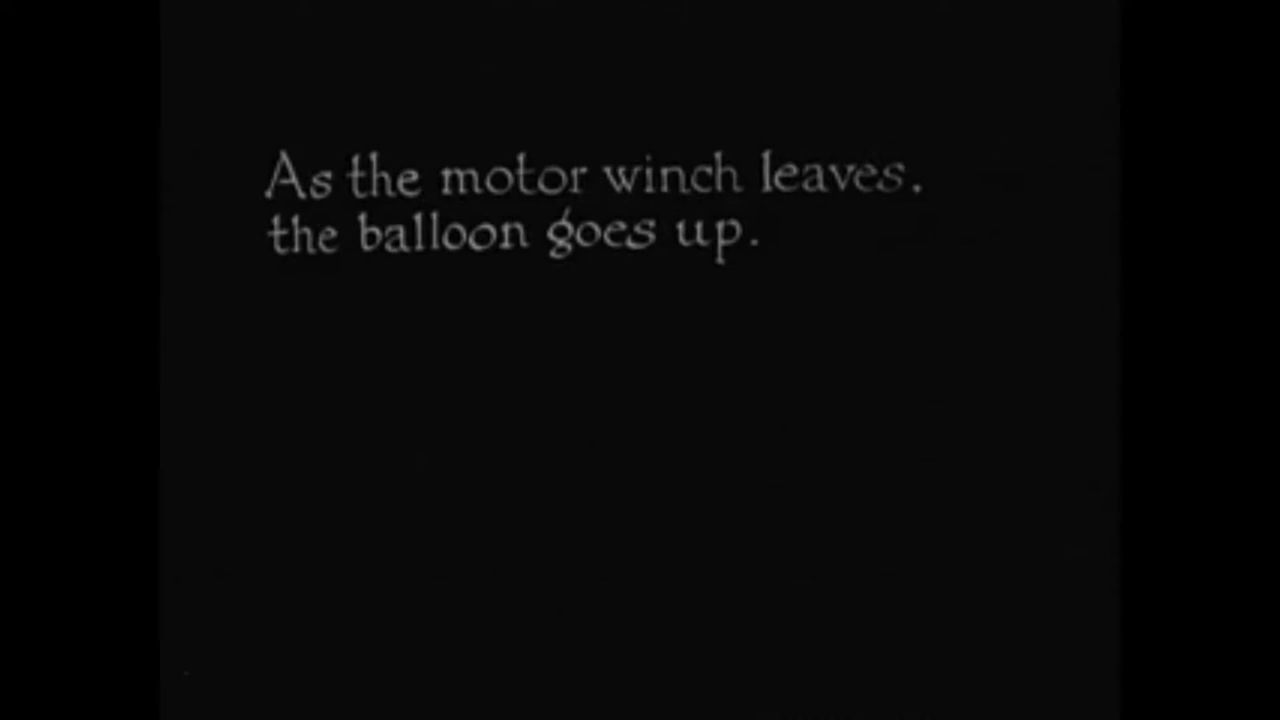 As the motor winch leaves,
the balloon goes up.